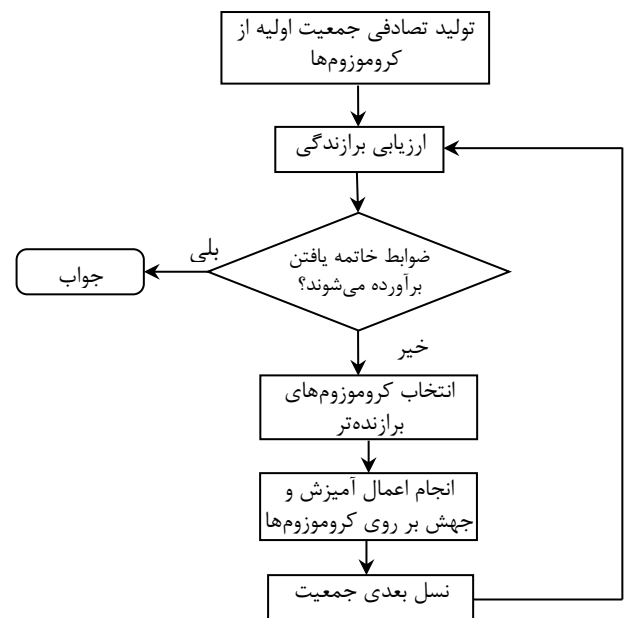 تولید تصادفی جمعیت اولیه از
کروموزوم‌ها
ارزیابی برازندگی
ضوابط خاتمه یافتن
برآورده می‌شوند؟
بلی
جواب
خیر
انتخاب کروموزوم‌های
برازنده‌تر
انجام اعمال آمیزش و
جهش بر روی کروموزوم‌ها
نسل بعدی جمعیت